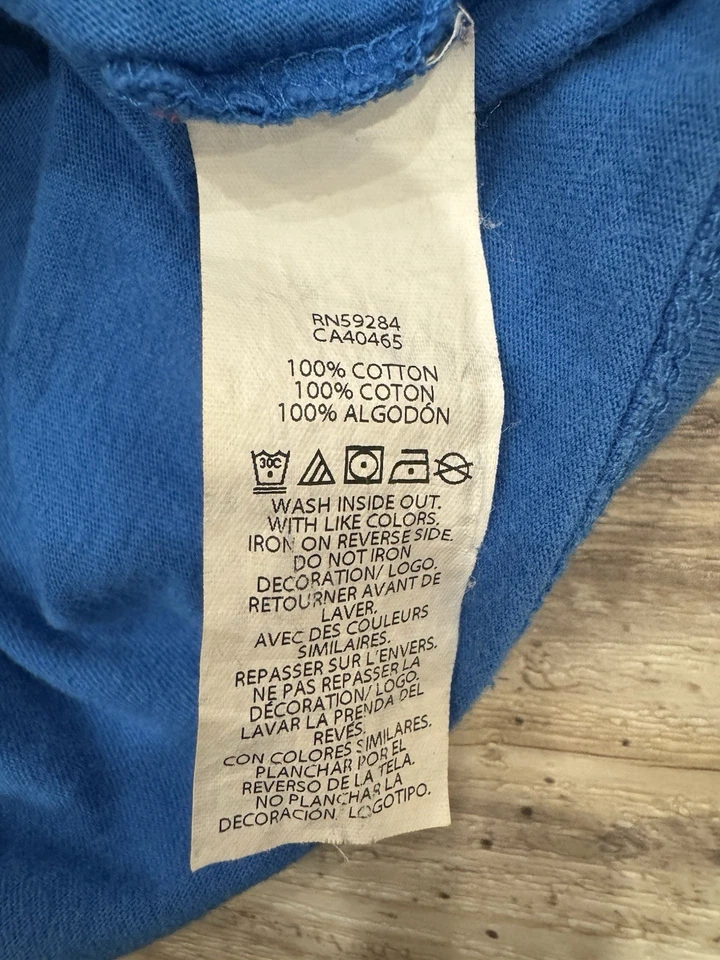 RN59284
CA40465
100% COTTON
100% COTON
100% ALGODÓN
30C
WASH INSIDE OUT.
WITH LIKE COLORS.
IRON ON REVERSE SIDE.
DO NOT IRON
DECORATION/ LOGO.
RETOURNER AVANT DE
LAVER.
AVEC DES COULEURS
SIMILAIRES.
REPASSER SUR L'ENVERS.
NE PAS REPASSER LA
DÉCORATION/ LOGO.
LAVAR LA PRENDA DEL
REVÉS.
CON COLORES SIMILARES.
PLANCHAR POR EL
REVERSO DE LA TELA.
NO PLANCHAR LA
DECORACIÓN/ LOGOTIPO.